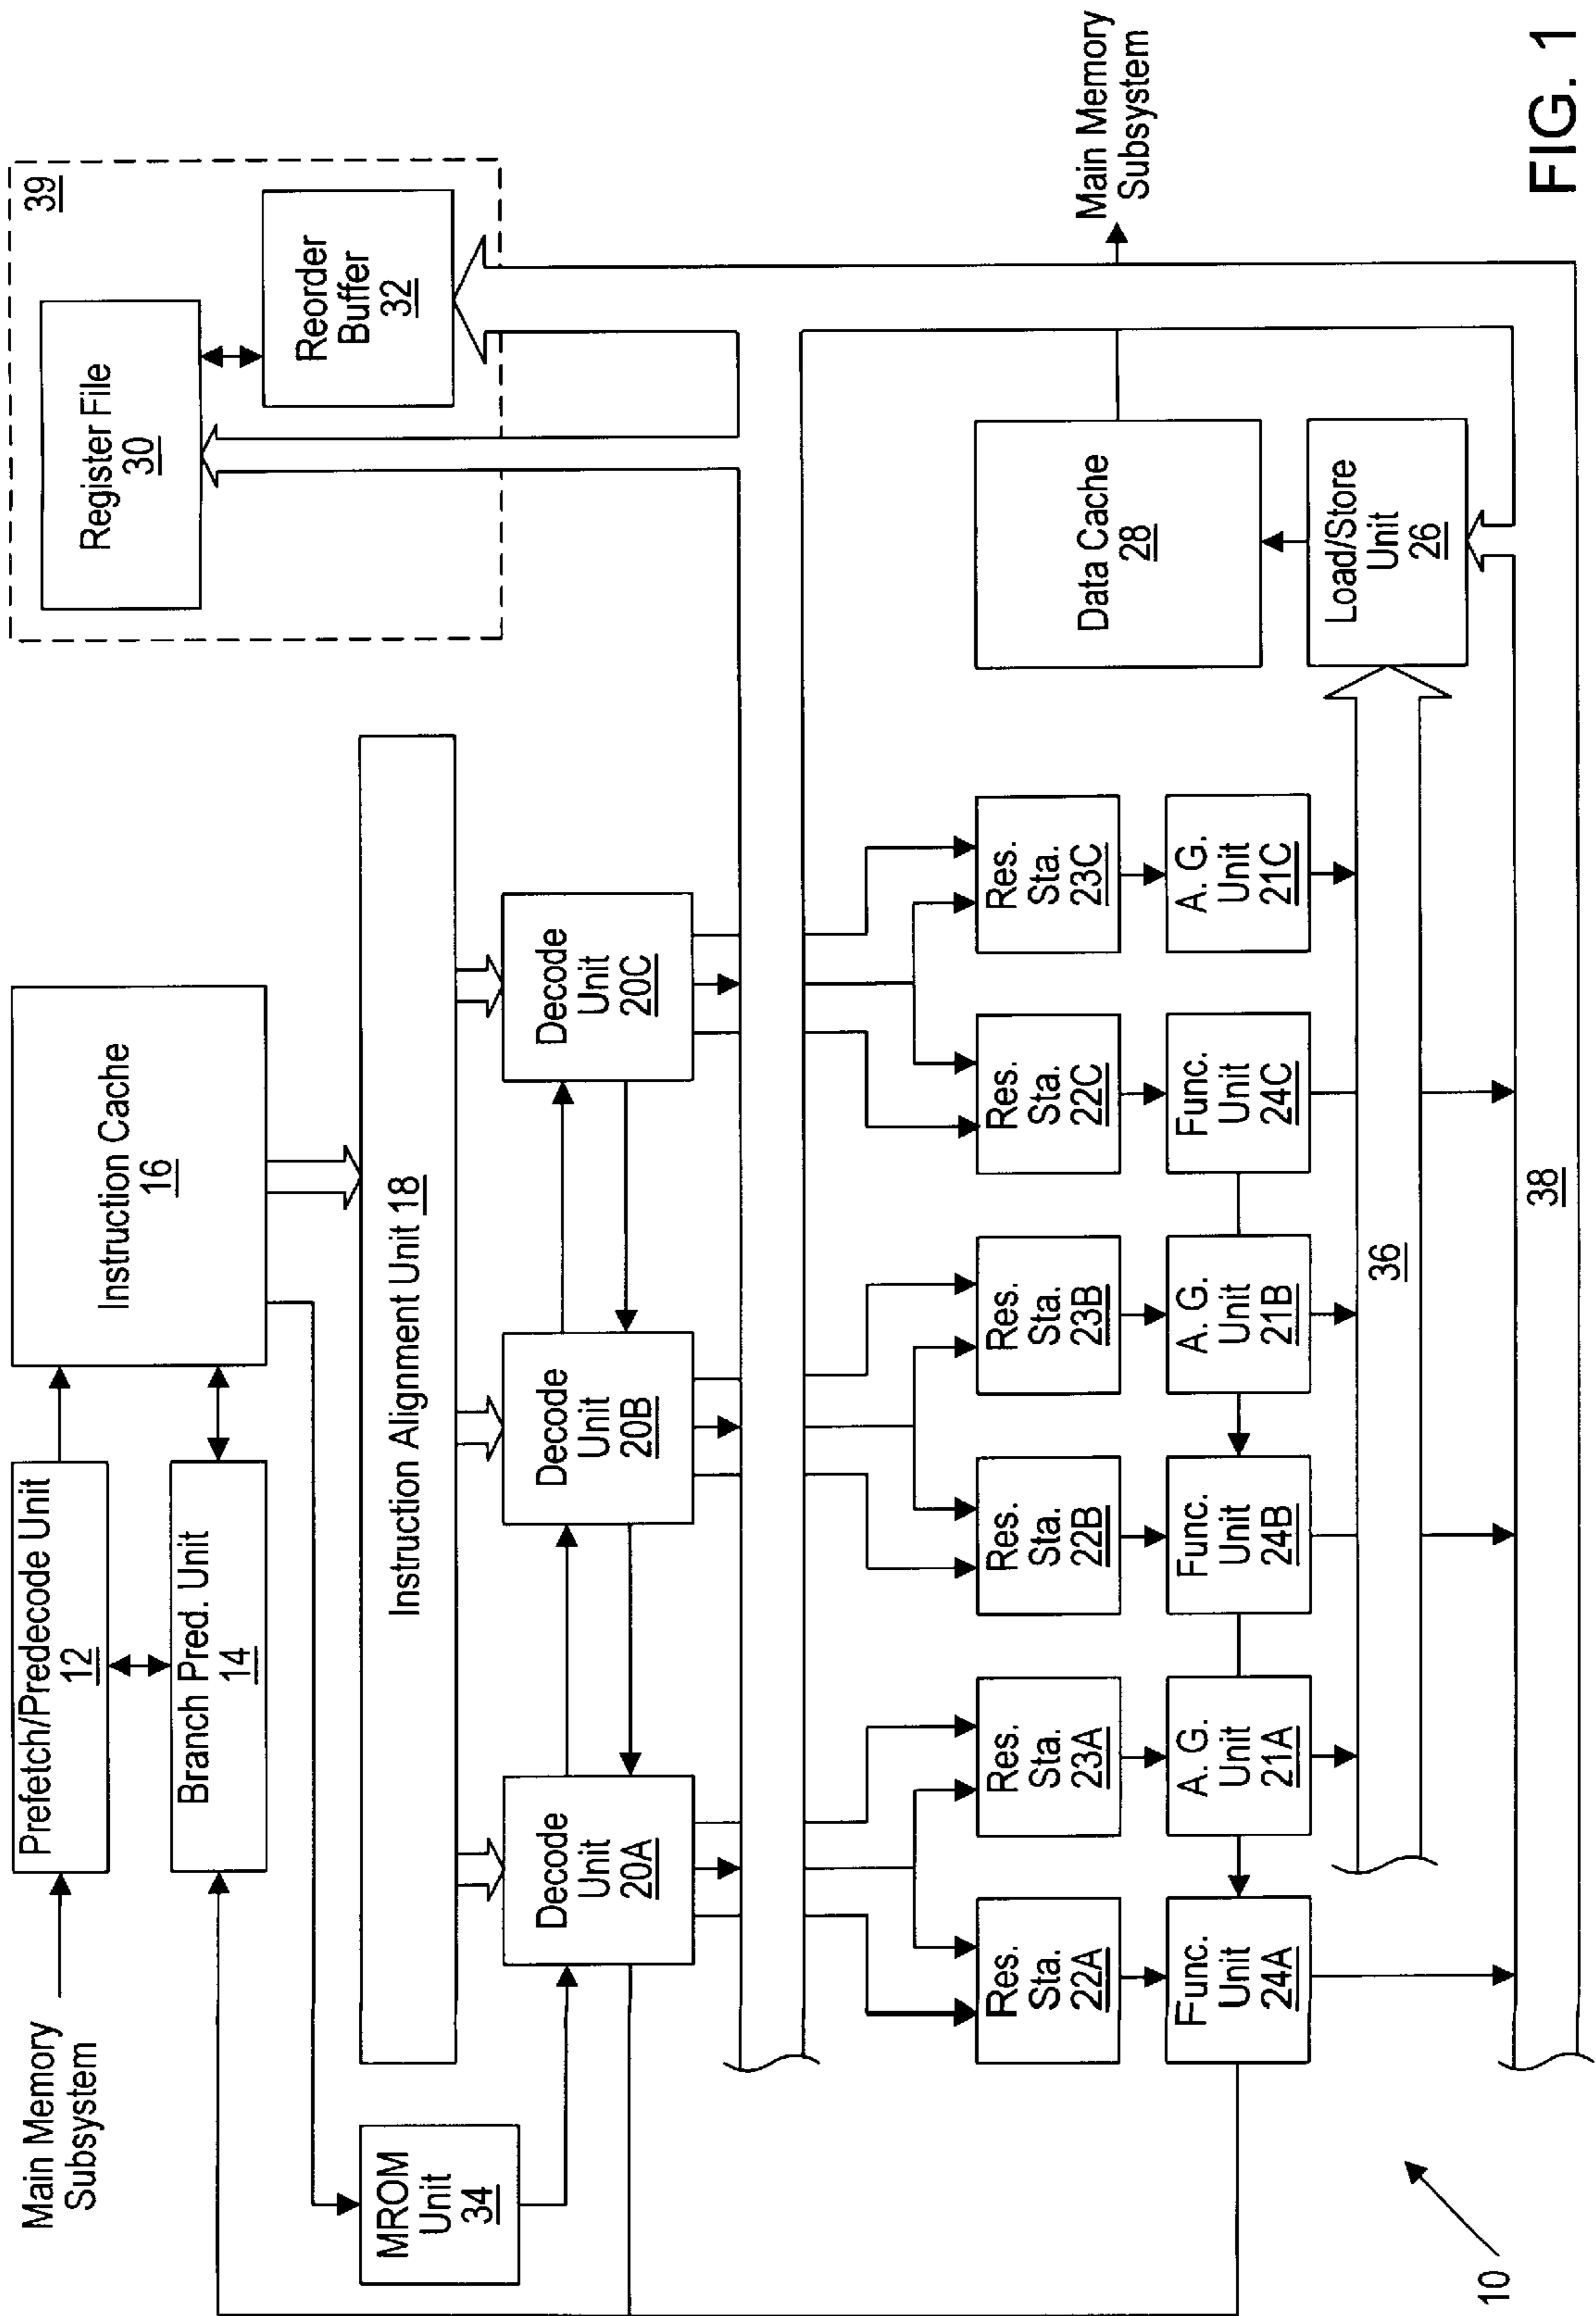 Main Memory
Subsystem
Prefetch/Predecode Unit
12
Branch Pred. Unit
14
Instruction Cache
16
Register File
30
39
Reorder
Buffer
32
MROM
Unit
34
Instruction Alignment Unit 18
Decode
Unit
20A
Decode
Unit
20B
Decode
Unit
20C
Res.
Sta.
22A
Res.
Sta.
23A
Res.
Sta.
22B
Res.
Sta.
23B
Res.
Sta.
22C
Res.
Sta.
23C
Data Cache
28
Main Memory
Subsystem
Func.
Unit
24A
A. G.
Unit
21A
Func.
Unit
24B
A. G.
Unit
21B
Func.
Unit
24C
A. G.
Unit
21C
Load/Store
Unit
26
36
38
10
FIG. 1